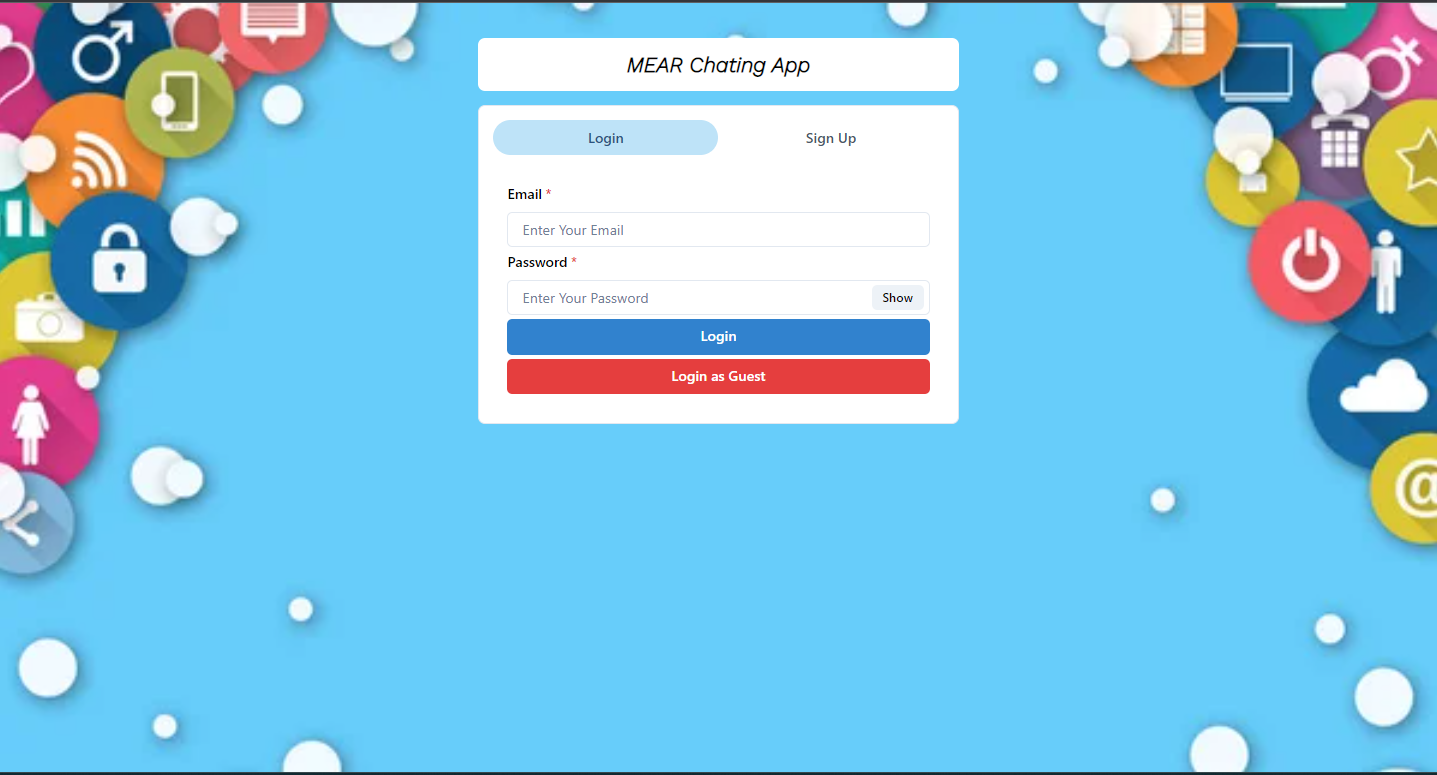 MEAR Chating App
Login Sign Up
Email *
Enter Your Email
Password *
Enter Your Password Show
Login
Login as Guest
@